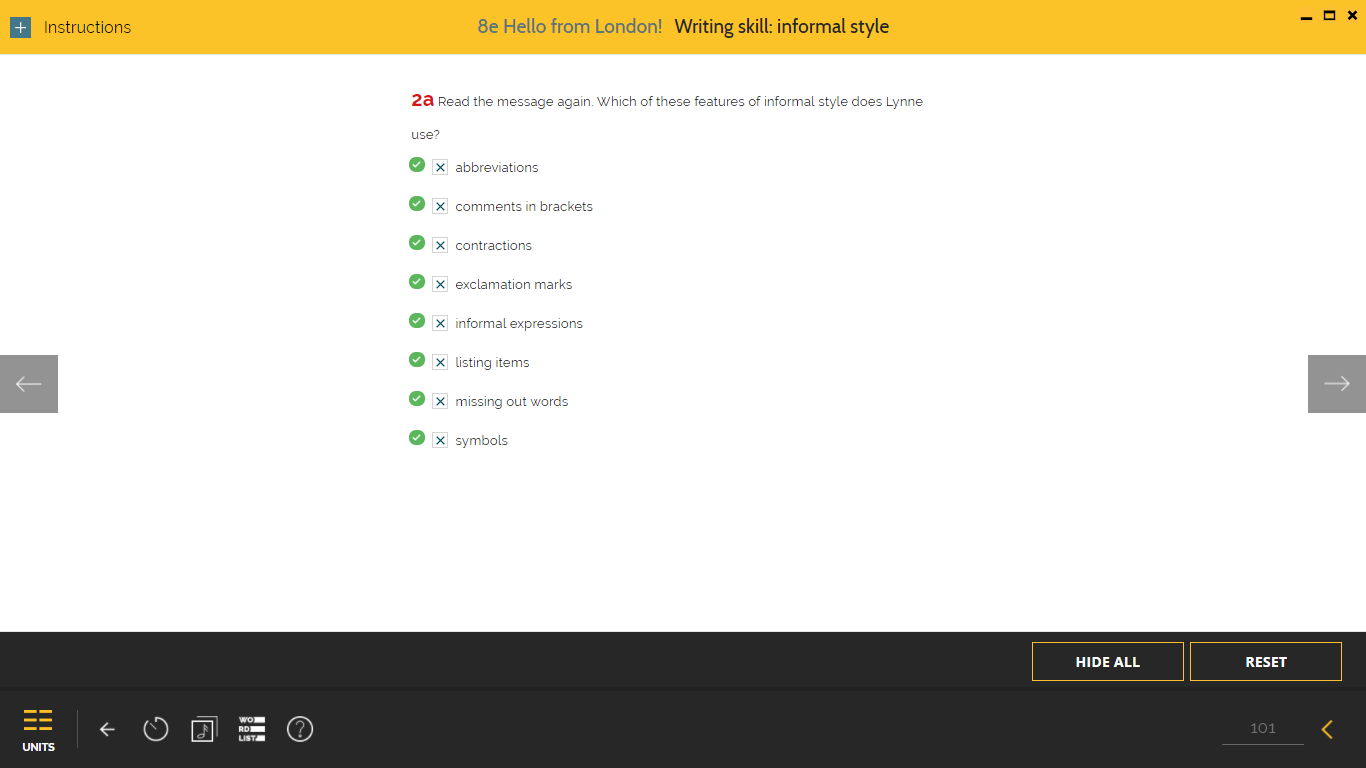 Instructions
8e Hello from London! Writing skill: informal style
2a Read the message again. Which of these features of informal style does Lynne
use?
abbreviations
comments in brackets
contractions
exclamation marks
informal expressions
listing items
missing out words
symbols
HIDE ALL
RESET
UNITS
WO
RD
LIST
?
101